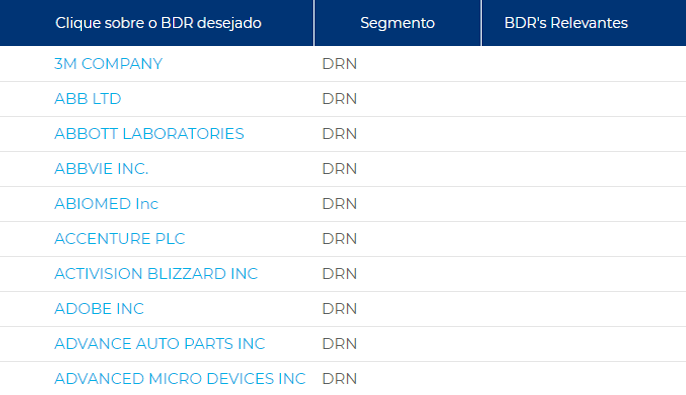 Clique sobre o BDR desejado Segmento BDR's Relevantes
3M COMPANY DRN
ABB LTD DRN
ABBOTT LABORATORIES DRN
ABBVIE INC. DRN
ABIOMED Inc DRN
ACCENTURE PLC DRN
ACTIVISION BLIZZARD INC DRN
ADOBE INC DRN
ADVANCE AUTO PARTS INC DRN
ADVANCED MICRO DEVICES INC DRN